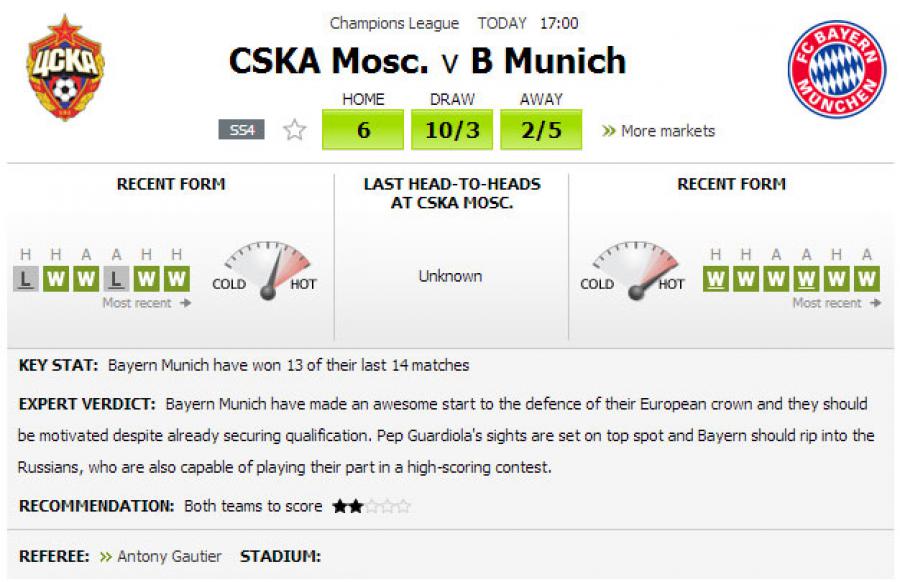 Champions League TODAY 17:00
ЦСКА
CSKA Mosc. v B Munich
FC BAYERN MÜNCHEN
HOME DRAW AWAY
SS4 6 10/3 2/5 More markets
RECENT FORM
H H A A H H
L W W L W W
Most recent
COLD HOT
LAST HEAD-TO-HEADS
AT CSKA MOSC.
Unknown
RECENT FORM
COLD HOT
H H A A H A
W W W W W W
Most recent
KEY STAT: Bayern Munich have won 13 of their last 14 matches
EXPERT VERDICT: Bayern Munich have made an awesome start to the defence of their European crown and they should
be motivated despite already securing qualification. Pep Guardiola's sights are set on top spot and Bayern should rip into the
Russians, who are also capable of playing their part in a high-scoring contest.
RECOMMENDATION: Both teams to score
REFEREE: Antony Gautier STADIUM: